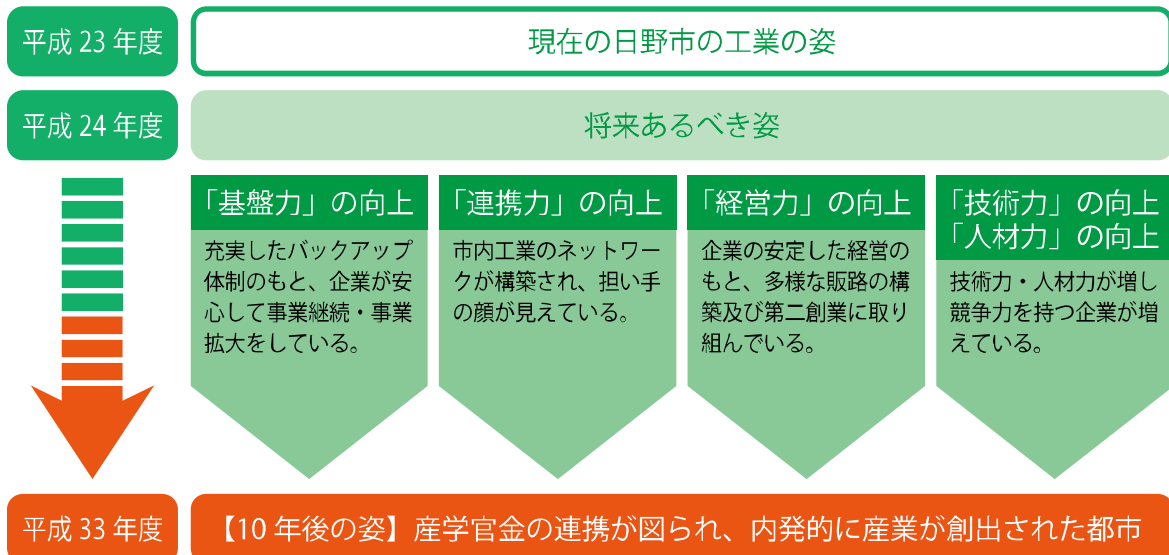 平成 23 年度
現在の日野市の工業の姿
平成 24 年度
将来あるべき姿
「基盤力」の向上
充実したバックアップ
体制のもと、企業が安
心して事業継続・事業
拡大をしている。
「連携力」の向上
市内工業のネットワー
クが構築され、担い手
の顔が見えている。
「経営力」の向上
企業の安定した経営の
もと、多様な販路の構
築及び第二創業に取り
組んでいる。
「技術力」の向上
「人材力」の向上
技術力・人材力が増し
競争力を持つ企業が増
えている。
平成 33 年度
【10 年後の姿】産学官金の連携が図られ、内発的に産業が創出された都市